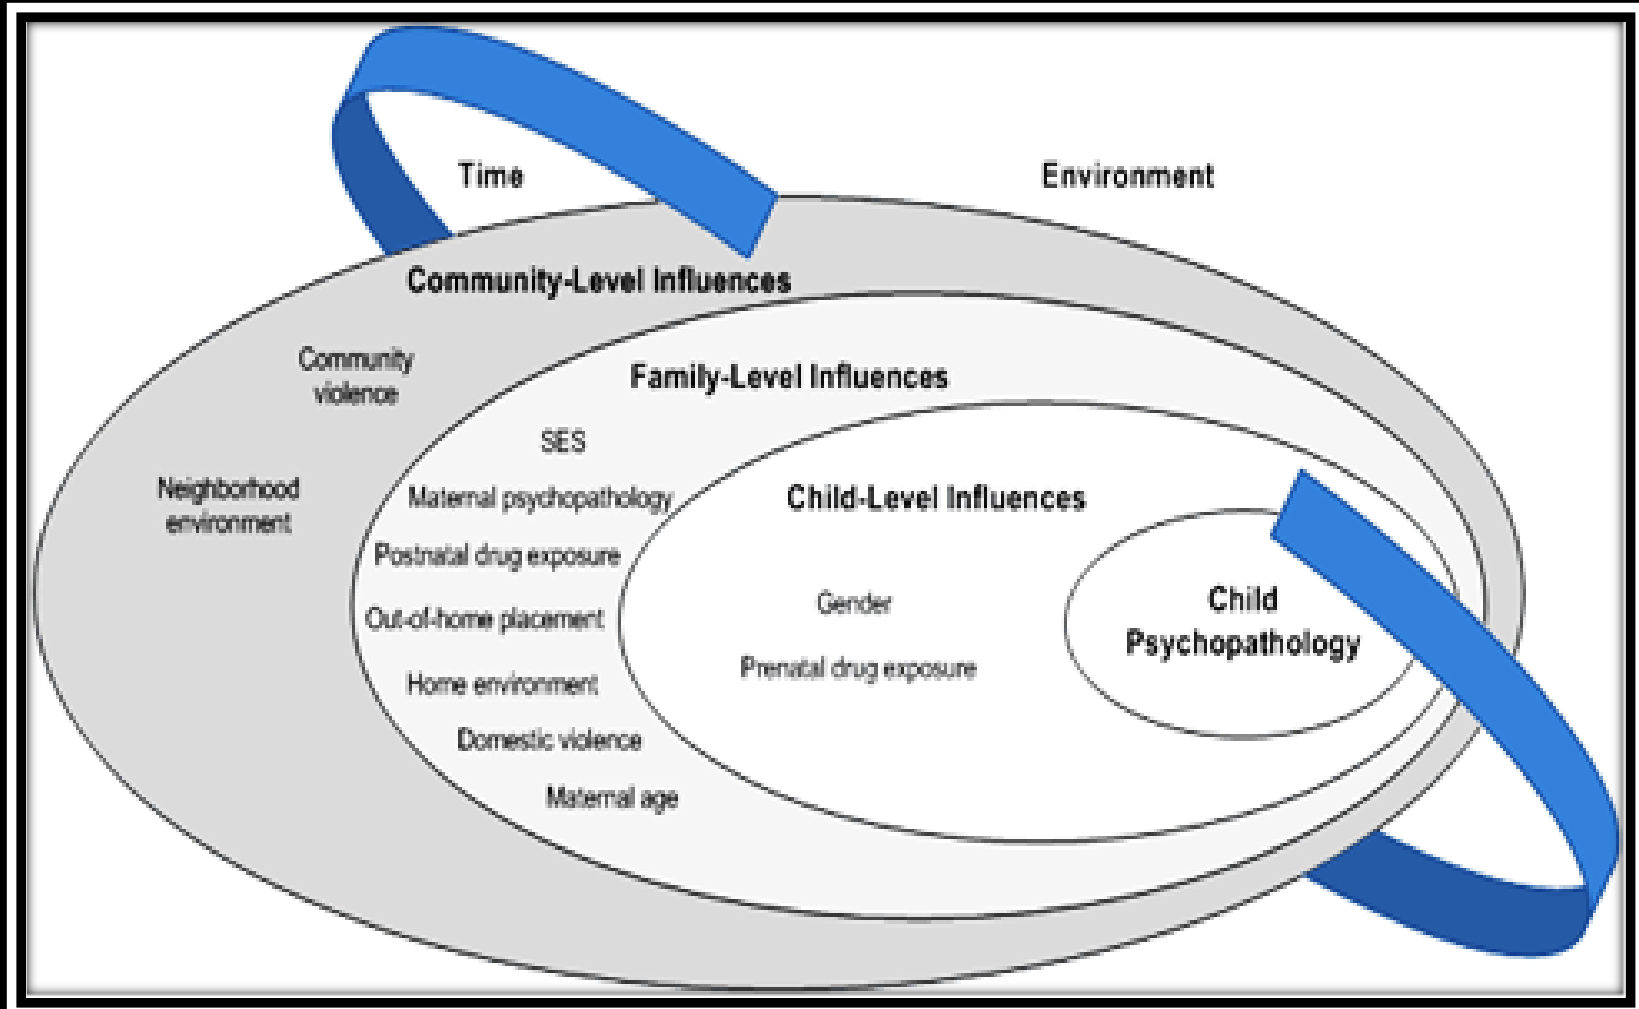 Time
Environment
Community-Level Influences
Community
violence
Neighborhood
environment
Family-Level Influences
SES
Maternal psychopathology
Postnatal drug exposure
Out-of-home placement
Home environment
Domestic violence
Maternal age
Child-Level Influences
Gender
Prenatal drug exposure
Child
Psychopathology